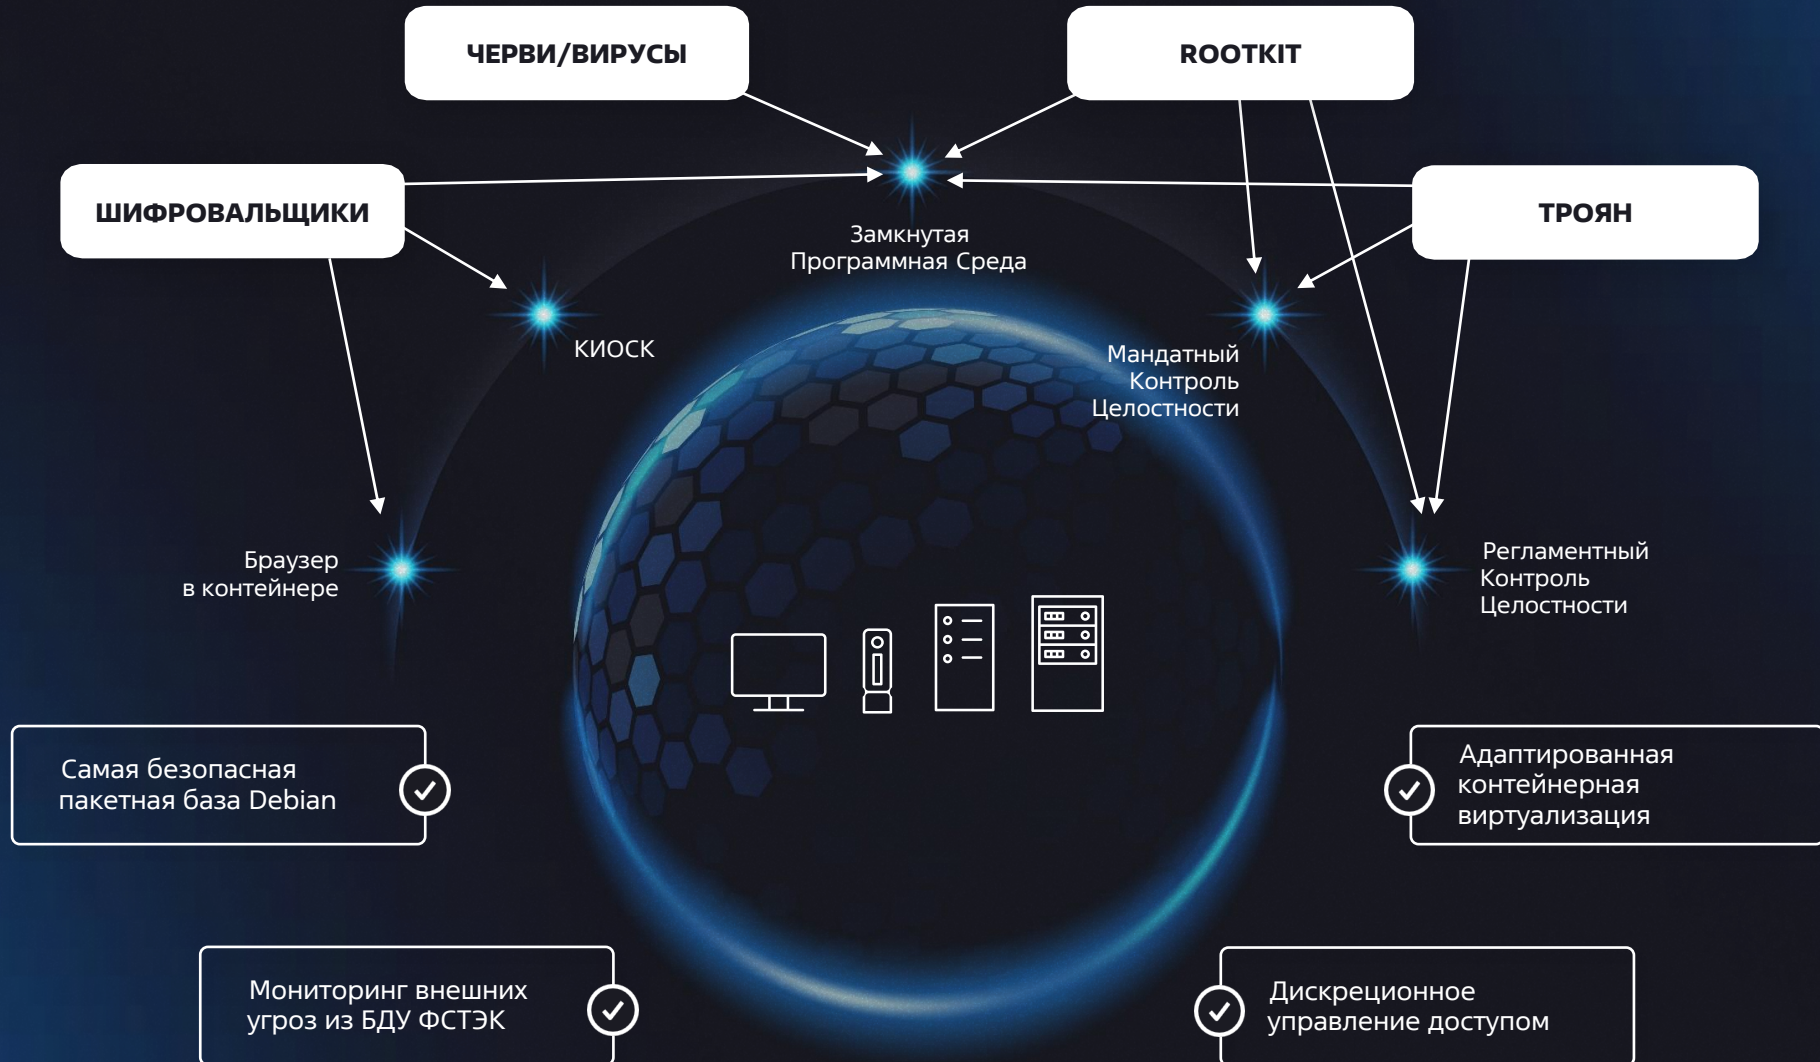 ЧЕРВИ/ВИРУСЫ
ROOTKIT
ШИФРОВАЛЬЩИКИ
ТРОЯН
Замкнутая
Программная Среда
КИОСК
Мандатный
Контроль
Целостности
Браузер
в контейнере
Регламентный
Контроль
Целостности
Самая безопасная
пакетная база Debian
Адаптированная
контейнерная
виртуализация
Мониторинг внешних
угроз из БДУ ФСТЭК
Дискреционное
управление доступом